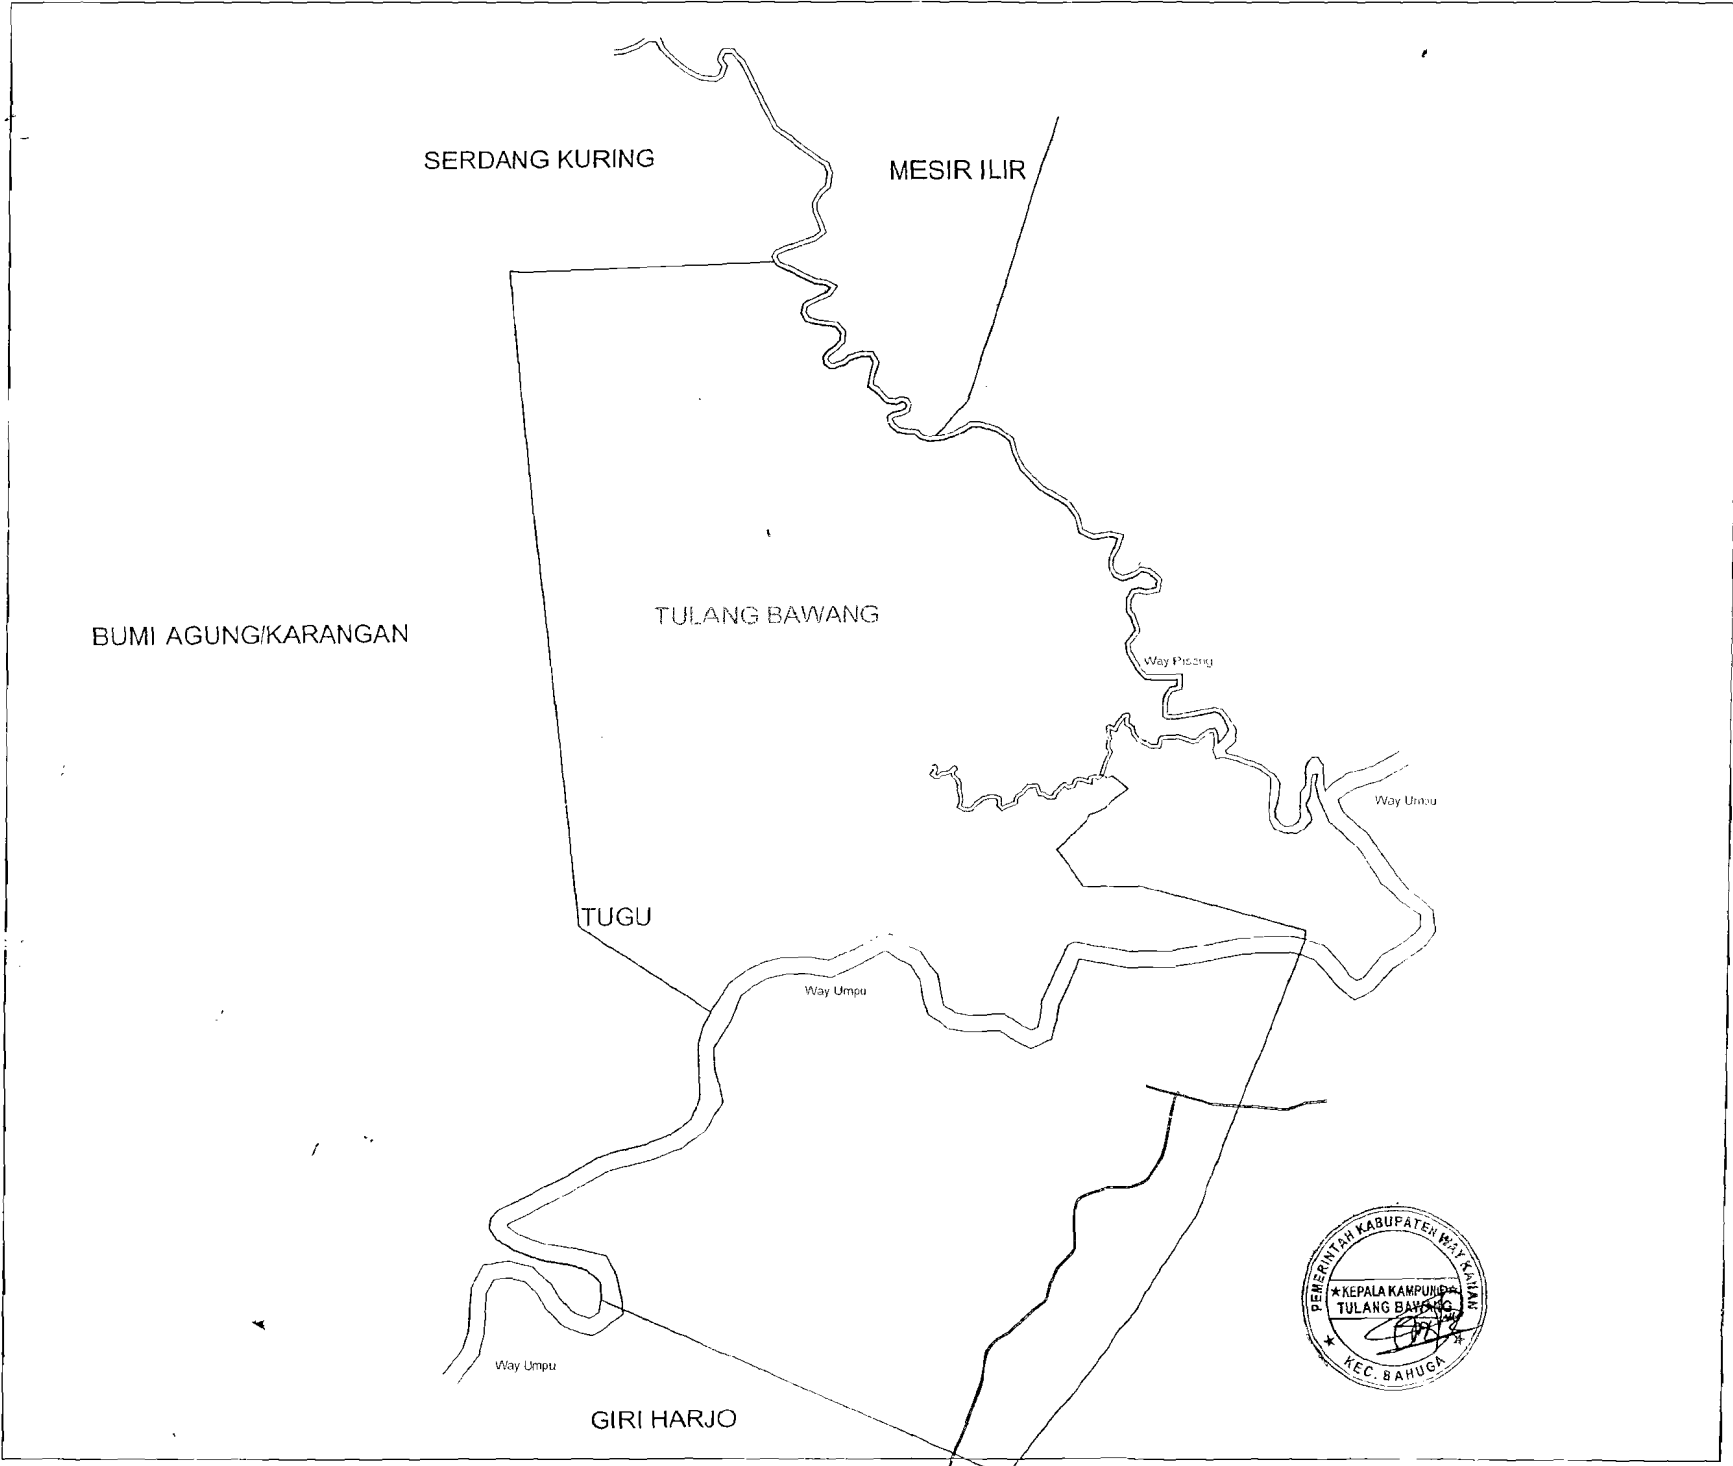 SERDANG KURING
MESIR ILIR
BUMI AGUNG/KARANGAN
TULANG BAWANG
Way Pisang
Way Umpu
TUGU
Way Umpu
Way Umpu
GIRI HARJO
PEMERINTAH KABUPATEN WAY KANAN
★KEPALA KAMPUNG★
TULANG BAWANG
★ KEC. BAHUGA ★